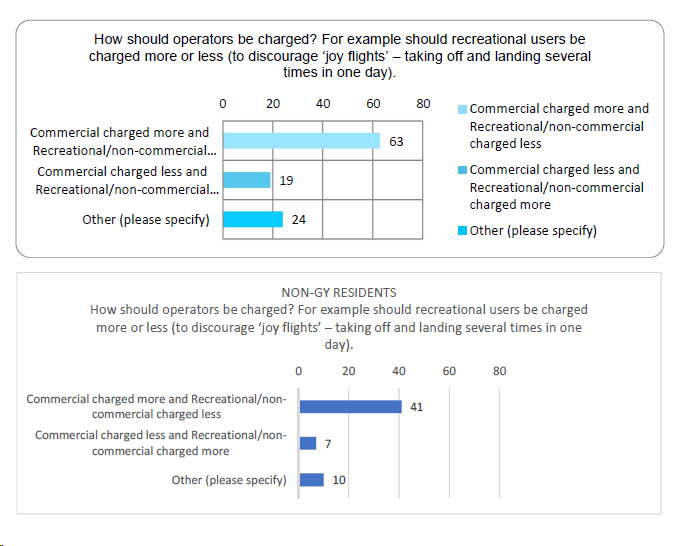 How should operators be charged? For example should recreational users be
charged more or less (to discourage ‘joy flights’ – taking off and landing several
times in one day).
0 20 40 60 80
Commercial charged more and
Recreational/non-commercial...
63
Commercial charged less and
Recreational/non-commercial...
19
Other (please specify)
24
Commercial charged more and
Recreational/non-commercial
charged less
Commercial charged less and
Recreational/non-commercial
charged more
Other (please specify)
NON-GY RESIDENTS
How should operators be charged? For example should recreational users be charged
more or less (to discourage ‘joy flights’ – taking off and landing several times in one
day).
0 20 40 60 80
Commercial charged more and Recreational/non-
commercial charged less
41
Commercial charged less and Recreational/non-
commercial charged more
7
Other (please specify)
10